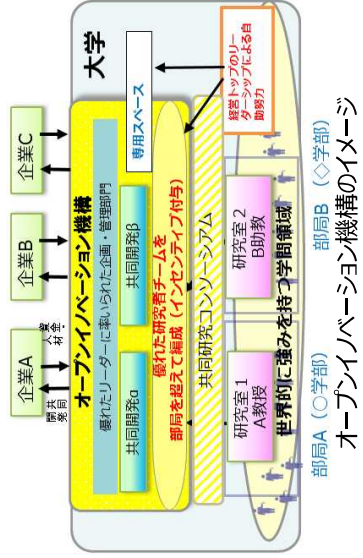 企業A
企業B
企業C
共同
開発
資金
人材
大学
オープンイノベーション機構
優れたリーダーに率いられた企画・管理部門
共同開発α
共同開発β
専用スペース
優れた研究者チームを
部局を超えて編成（インセンティブ付与）
経営トップのリー
ダーシップによる自
助努力
共同研究コンソーシアム
研究室１
A教授
研究室２
B助教
世界的に強みを持つ学問領域
部局A（○学部）
部局B（◇学部）
オープンイノベーション機構のイメージ